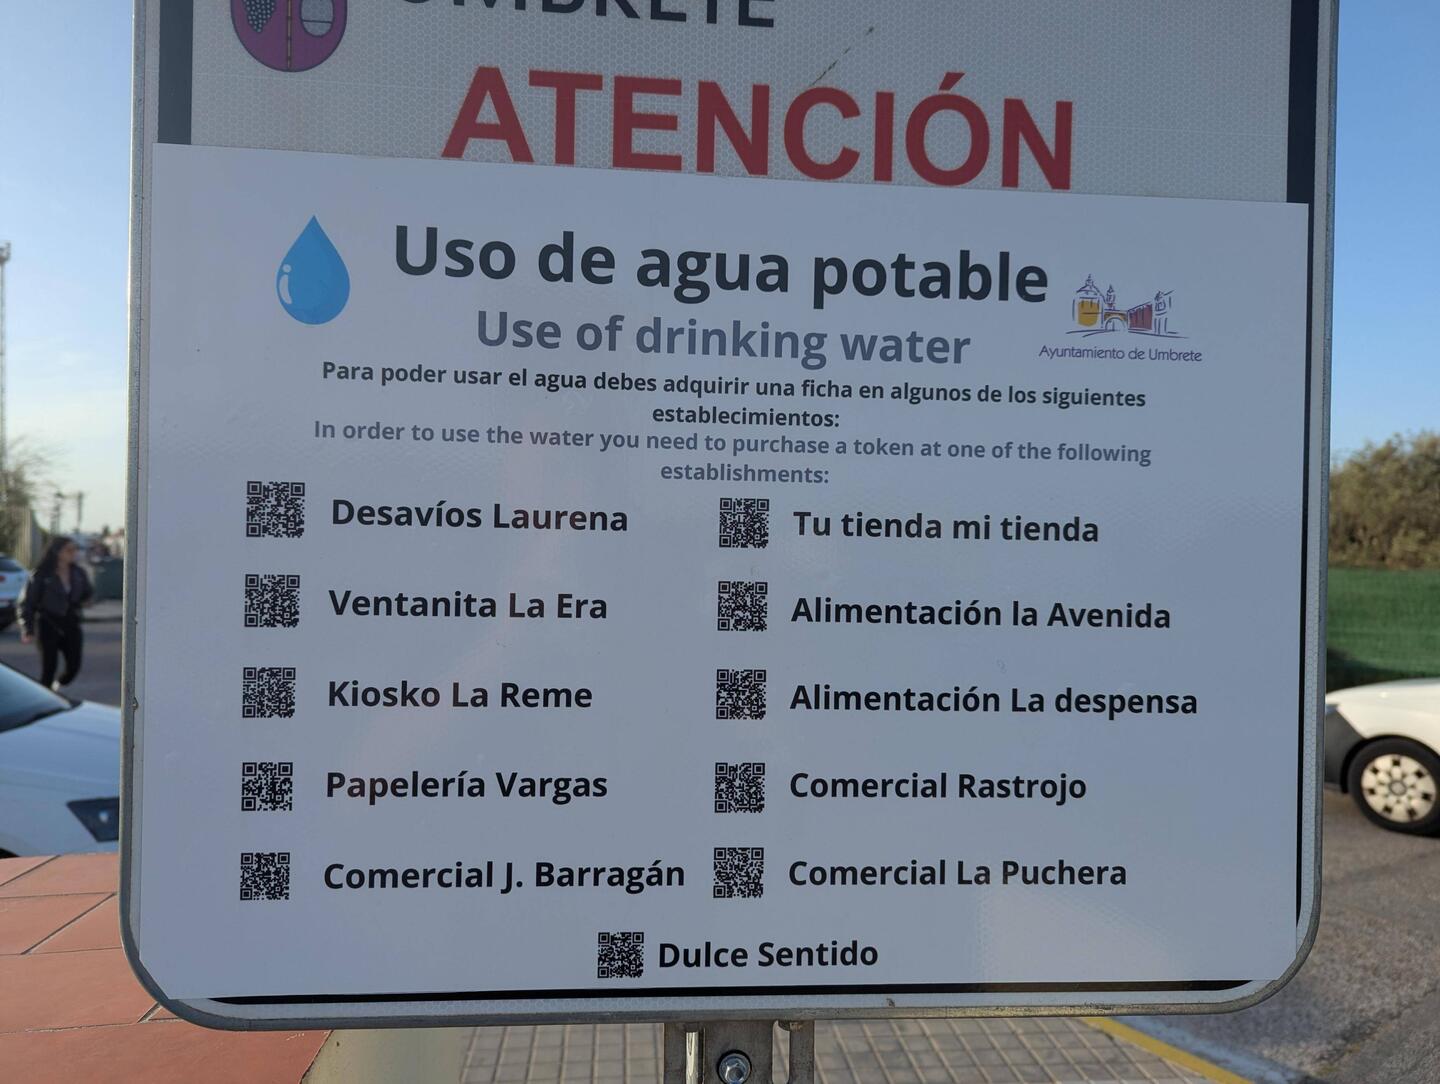 ATENCIÓN
Uso de agua potable
Use of drinking water
Ayuntamiento de Umbrete
Para poder usar el agua debes adquirir una ficha en algunos de los siguientes
establecimientos:
In order to use the water you need to purchase a token at one of the following
establishments:
Desavíos Laurena
Tu tienda mi tienda
Ventanita La Era
Alimentación la Avenida
Kiosko La Reme
Alimentación La despensa
Papelería Vargas
Comercial Rastrojo
Comercial J. Barragán
Comercial La Puchera
Dulce Sentido